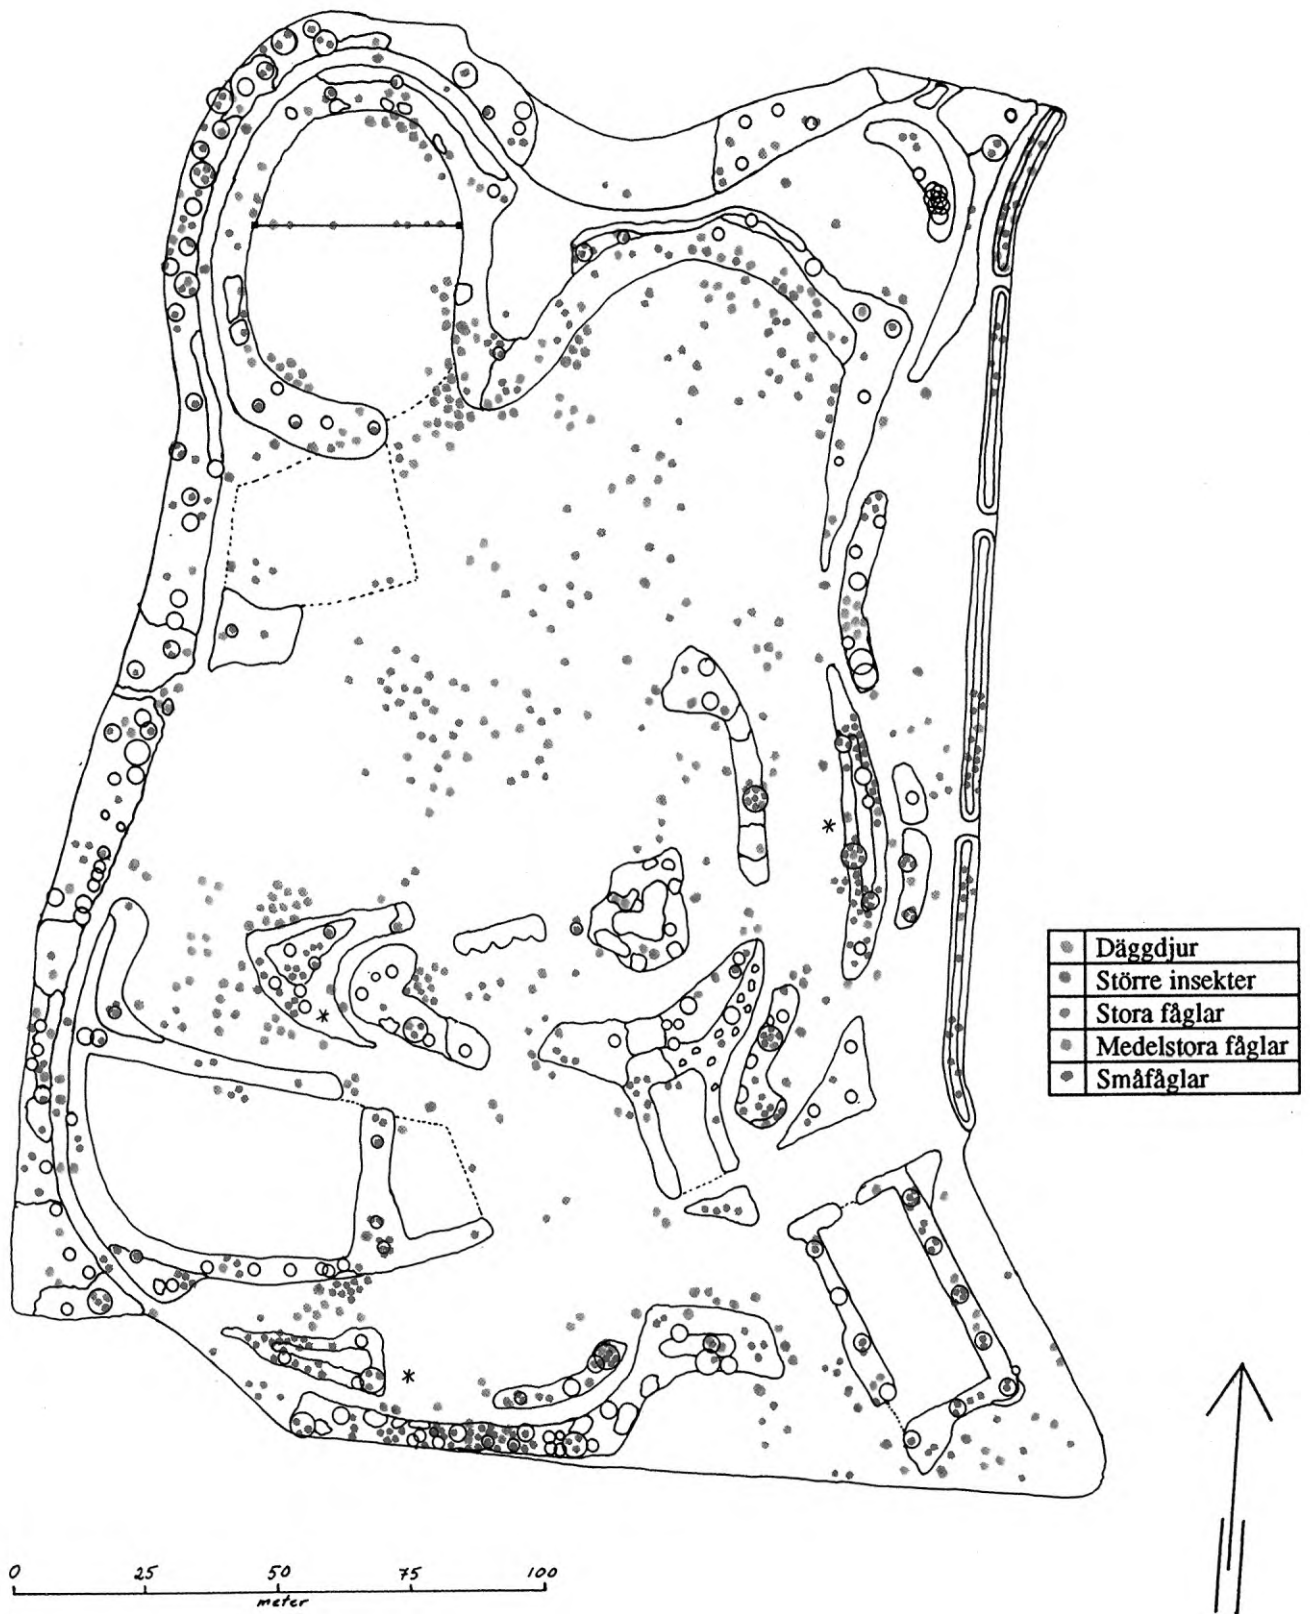 Däggdjur
Större insekter
Stora fåglar
Medelstora fåglar
Småfåglar
* 
*
*
0 25 50 75 100
meter